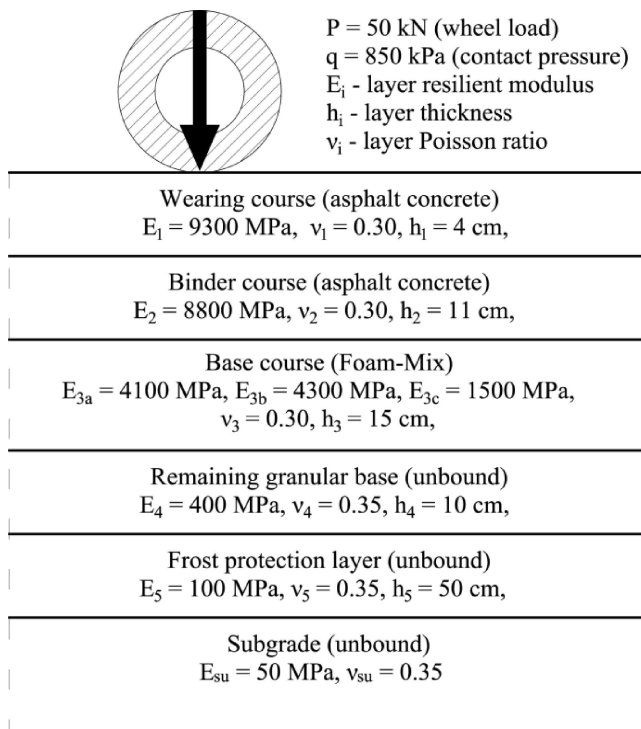 P = 50 kN (wheel load)
q = 850 kPa (contact pressure)
Eᵢ - layer resilient modulus
hᵢ - layer thickness
νᵢ - layer Poisson ratio
Wearing course (asphalt concrete)
E₁ = 9300 MPa, ν₁ = 0.30, h₁ = 4 cm,
Binder course (asphalt concrete)
E₂ = 8800 MPa, ν₂ = 0.30, h₂ = 11 cm,
Base course (Foam-Mix)
E3a = 4100 MPa, E3b = 4300 MPa, E3c = 1500 MPa,
ν₃ = 0.30, h₃ = 15 cm,
Remaining granular base (unbound)
E₄ = 400 MPa, ν₄ = 0.35, h₄ = 10 cm,
Frost protection layer (unbound)
E₅ = 100 MPa, ν₅ = 0.35, h₅ = 50 cm,
Subgrade (unbound)
Esu = 50 MPa, νsu = 0.35